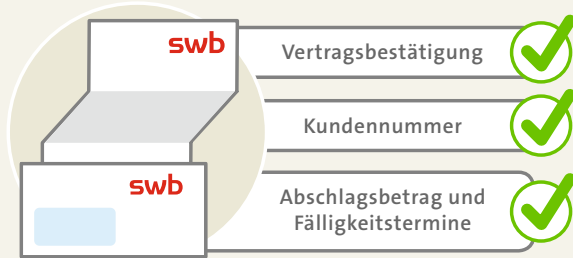 swb
Vertragsbestätigung
Kundennummer
swb
Abschlagsbetrag und
Fälligkeitstermine